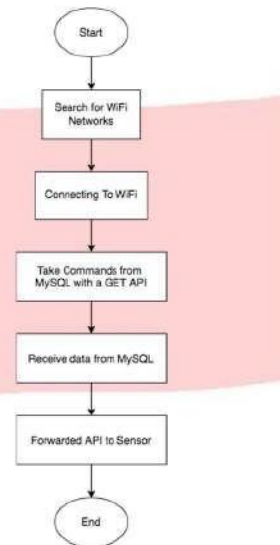 Start
Search for WiFi
Networks
Connecting To WiFi
Take Commands from
MySQL with a GET API
Receive data from MySQL
Forwarded API to Sensor
End